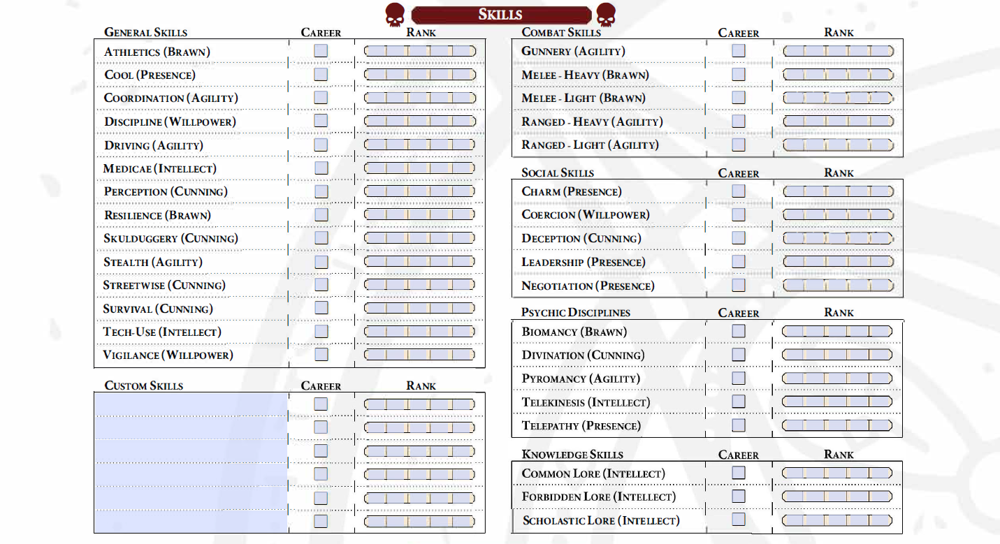 SKILLS
GENERAL SKILLS CAREER RANK
ATHLETICS (BRAWN)
COOL (PRESENCE)
COORDINATION (AGILITY)
DISCIPLINE (WILLPOWER)
DRIVING (AGILITY)
MEDICAE (INTELLECT)
PERCEPTION (CUNNING)
RESILIENCE (BRAWN)
SKULDUGGERY (CUNNING)
STEALTH (AGILITY)
STREETWISE (CUNNING)
SURVIVAL (CUNNING)
TECH-USE (INTELLECT)
VIGILANCE (WILLPOWER)
CUSTOM SKILLS CAREER RANK
COMBAT SKILLS CAREER RANK
GUNNERY (AGILITY)
MELEE - HEAVY (BRAWN)
MELEE - LIGHT (BRAWN)
RANGED - HEAVY (AGILITY)
RANGED - LIGHT (AGILITY)
SOCIAL SKILLS CAREER RANK
CHARM (PRESENCE)
COERCION (WILLPOWER)
DECEPTION (CUNNING)
LEADERSHIP (PRESENCE)
NEGOTIATION (PRESENCE)
PSYCHIC DISCIPLINES CAREER RANK
BIOMANCY (BRAWN)
DIVINATION (CUNNING)
PYROMANCY (AGILITY)
TELEKINESIS (INTELLECT)
TELEPATHY (PRESENCE)
KNOWLEDGE SKILLS CAREER RANK
COMMON LORE (INTELLECT)
FORBIDDEN LORE (INTELLECT)
SCHOLASTIC LORE (INTELLECT)